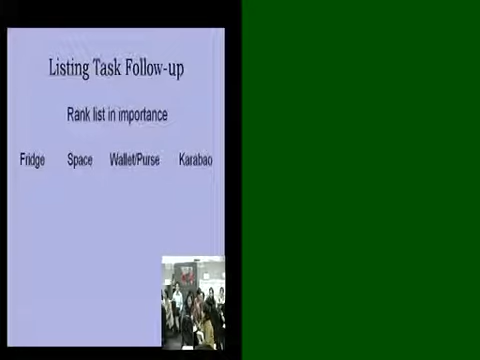 Listing Task Follow-up
Rank list in importance
Fridge Space Wallet/Purse Karabao